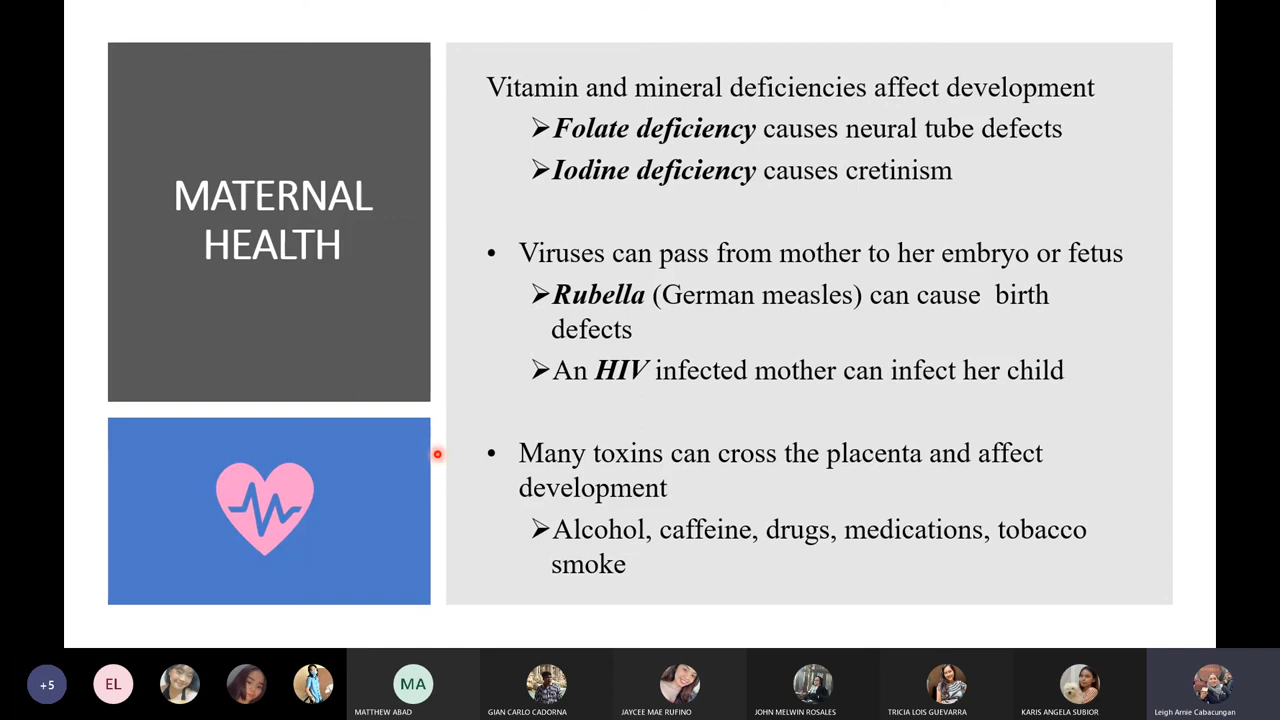 MATERNAL
HEALTH
Vitamin and mineral deficiencies affect development
➢Folate deficiency causes neural tube defects
➢Iodine deficiency causes cretinism
• Viruses can pass from mother to her embryo or fetus
➢Rubella (German measles) can cause  birth
defects
➢An HIV infected mother can infect her child
• Many toxins can cross the placenta and affect
development
➢Alcohol, caffeine, drugs, medications, tobacco
smoke
+5
EL
MA
MATTHEW ABAD
GIAN CARLO CADORNA
JAYCEE MAE RUFINO
JOHN MELWIN ROSALES
TRICIA LOIS GUEVARRA
KARIS ANGELA SUBIOR
Leigh Arnie Cabacungan